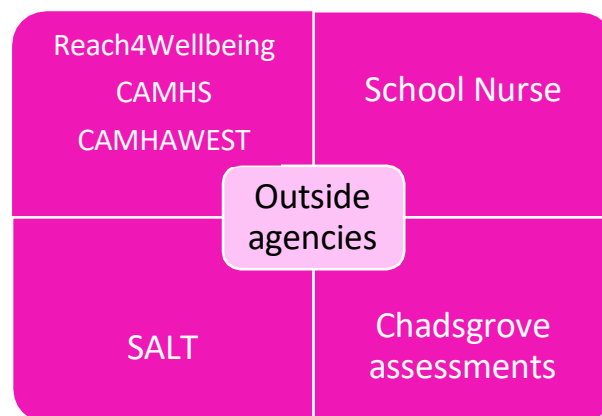 Reach4Wellbeing
CAMHS
CAMHAWEST
School Nurse
Outside
agencies
SALT
Chadsgrove
assessments